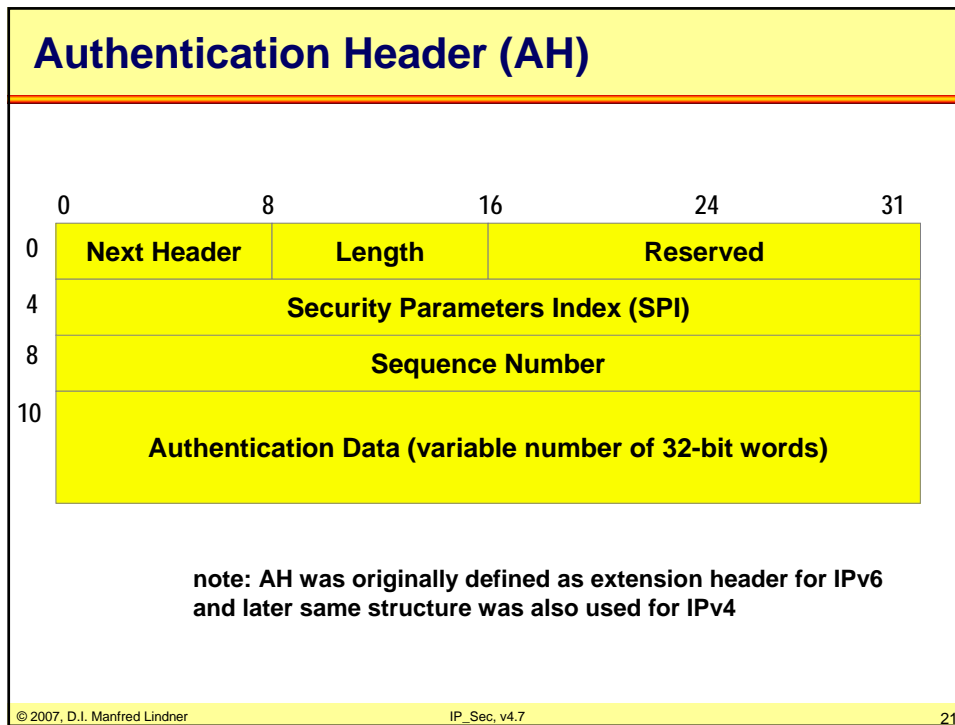 Authentication Header (AH)
0 8 16 24 31
0 Next Header Length Reserved
4 Security Parameters Index (SPI)
8 Sequence Number
10 Authentication Data (variable number of 32-bit words)
note: AH was originally defined as extension header for IPv6
and later same structure was also used for IPv4
© 2007, D.I. Manfred Lindner IP_Sec, v4.7 21